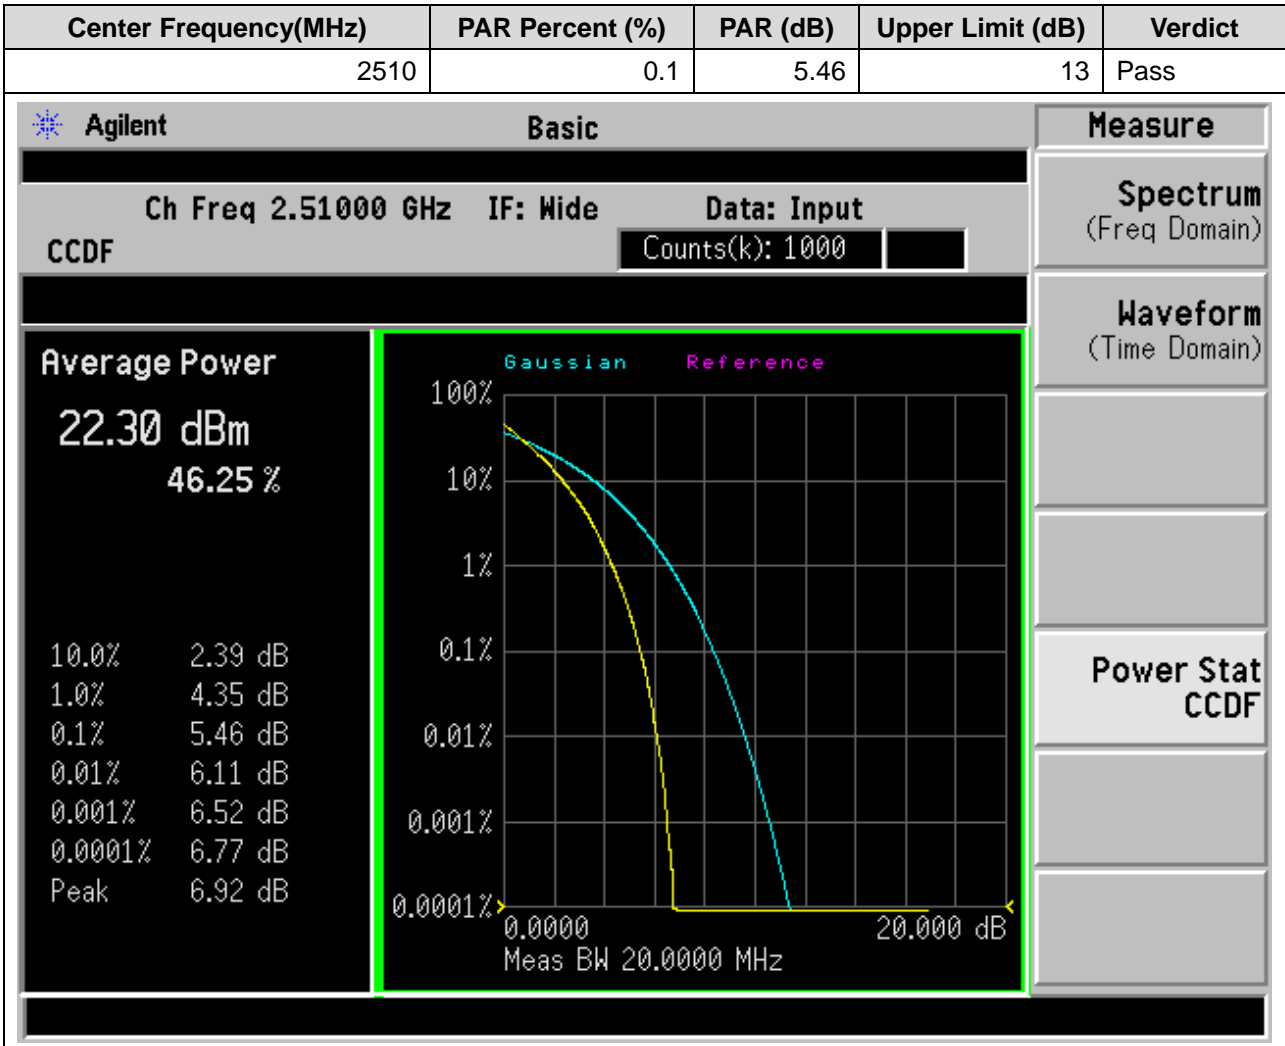 Center Frequency(MHz) PAR Percent (%) PAR (dB) Upper Limit (dB) Verdict
2510 0.1 5.46 13 Pass
Agilent Basic Measure
Ch Freq 2.51000 GHz IF: Wide Data: Input
CCDF Counts(k): 1000
Spectrum
(Freq Domain)
Waveform
(Time Domain)
Power Stat
CCDF
Average Power
22.30 dBm
46.25 %
10.0% 2.39 dB
1.0% 4.35 dB
0.1% 5.46 dB
0.01% 6.11 dB
0.001% 6.52 dB
0.0001% 6.77 dB
Peak 6.92 dB
Gaussian Reference
100%
10%
1%
0.1%
0.01%
0.001%
0.0001%
0.0000 20.000 dB
Meas BW 20.0000 MHz